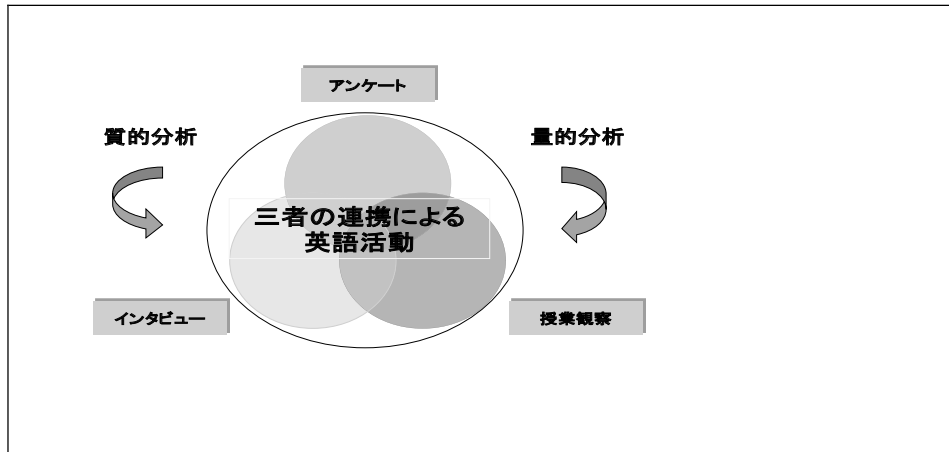 アンケート
質的分析
量的分析
三者の連携による
英語活動
インタビュー
授業観察